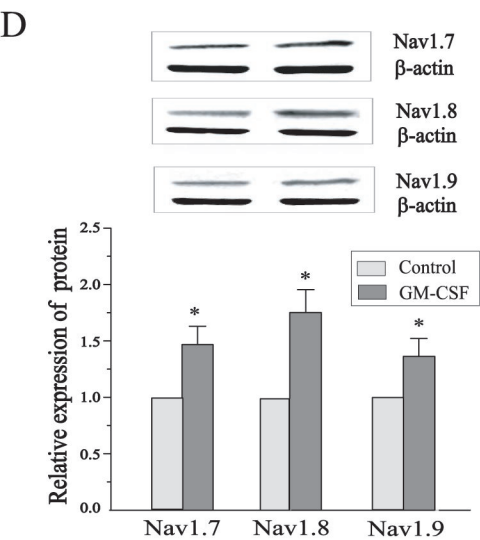 D
Nav1.7
β-actin
Nav1.8
β-actin
Nav1.9
β-actin
Relative expression of protein
2.5
2.0
1.5
1.0
0.5
0.0
Control
GM-CSF
*
*
*
Nav1.7
Nav1.8
Nav1.9